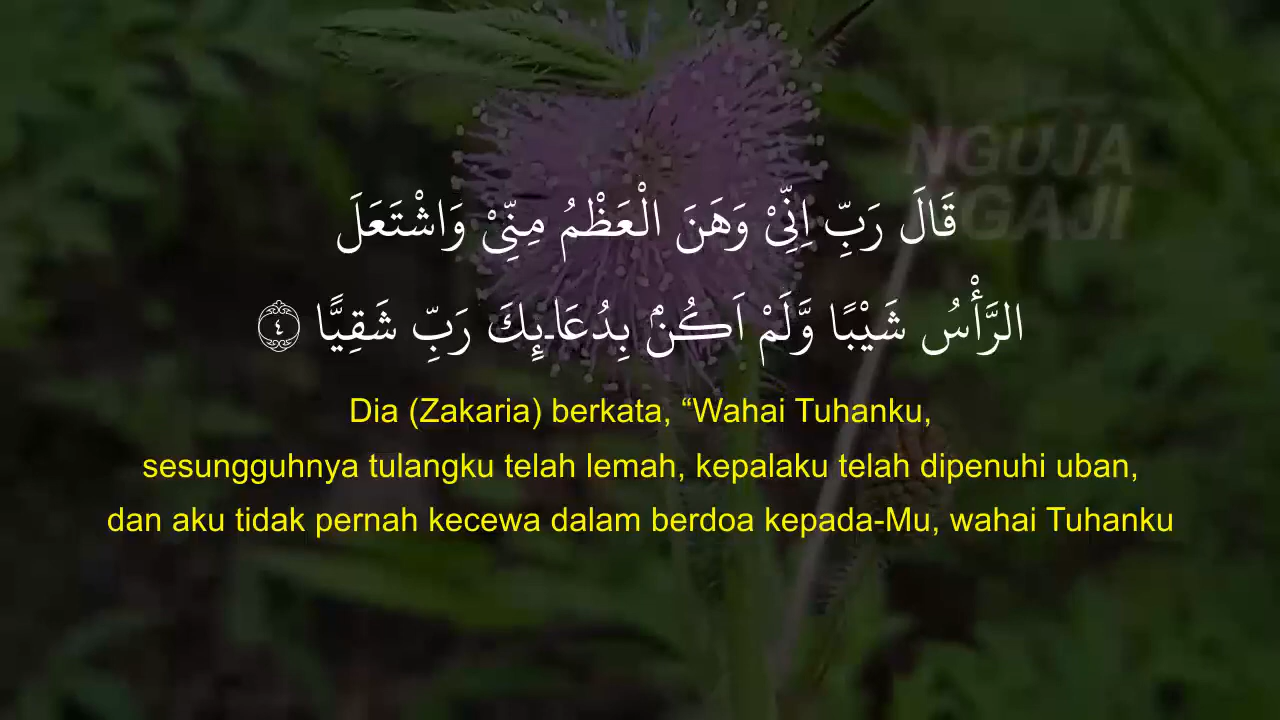 NGUJA
NGAJI
قَالَ رَبِّ اِنِّيْ وَهَنَ الْعَظْمُ مِنِّيْ وَاشْتَعَلَ
الرَّأْسُ شَيْبًا وَّلَمْ اَكُنْۢ بِدُعَاۤىِٕكَ رَبِّ شَقِيًّا ٤
Dia (Zakaria) berkata, “Wahai Tuhanku,
sesungguhnya tulangku telah lemah, kepalaku telah dipenuhi uban,
dan aku tidak pernah kecewa dalam berdoa kepada-Mu, wahai Tuhanku